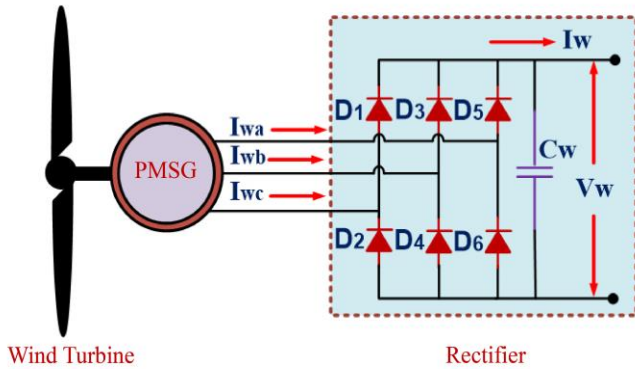 Iw
Iwa
D1 D3 D5
Iwb
PMSG
Cw
Vw
Iwc
D2 D4 D6
Wind Turbine
Rectifier